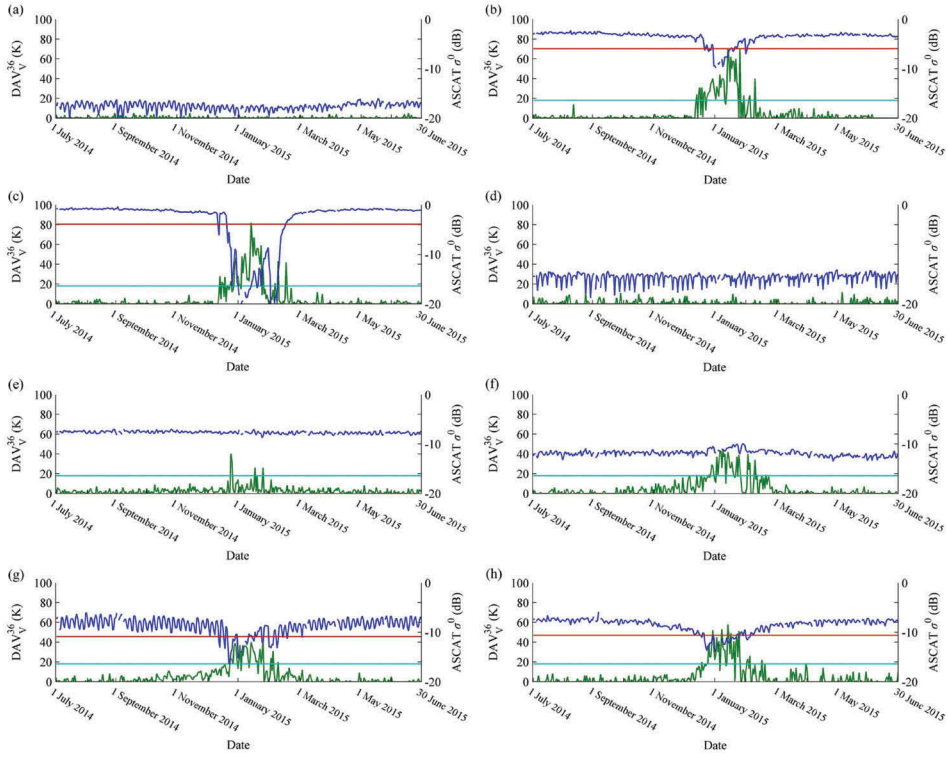 (a)
100
80
60
40
20
0
DAV_V^36 (K)
0
-10
-20
ASCAT σ^0 (dB)
1 July 2014
1 September 2014
1 November 2014
1 January 2015
1 March 2015
1 May 2015
30 June 2015
Date
(b)
100
80
60
40
20
0
DAV_V^36 (K)
0
-10
-20
ASCAT σ^0 (dB)
1 July 2014
1 September 2014
1 November 2014
1 January 2015
1 March 2015
1 May 2015
30 June 2015
Date
(c)
100
80
60
40
20
0
DAV_V^36 (K)
0
-10
-20
ASCAT σ^0 (dB)
1 July 2014
1 September 2014
1 November 2014
1 January 2015
1 March 2015
1 May 2015
30 June 2015
Date
(d)
100
80
60
40
20
0
DAV_V^36 (K)
0
-10
-20
ASCAT σ^0 (dB)
1 July 2014
1 September 2014
1 November 2014
1 January 2015
1 March 2015
1 May 2015
30 June 2015
Date
(e)
100
80
60
40
20
0
DAV_V^36 (K)
0
-10
-20
ASCAT σ^0 (dB)
1 July 2014
1 September 2014
1 November 2014
1 January 2015
1 March 2015
1 May 2015
30 June 2015
Date
(f)
100
80
60
40
20
0
DAV_V^36 (K)
0
-10
-20
ASCAT σ^0 (dB)
1 July 2014
1 September 2014
1 November 2014
1 January 2015
1 March 2015
1 May 2015
30 June 2015
Date
(g)
100
80
60
40
20
0
DAV_V^36 (K)
0
-10
-20
ASCAT σ^0 (dB)
1 July 2014
1 September 2014
1 November 2014
1 January 2015
1 March 2015
1 May 2015
30 June 2015
Date
(h)
100
80
60
40
20
0
DAV_V^36 (K)
0
-10
-20
ASCAT σ^0 (dB)
1 July 2014
1 September 2014
1 November 2014
1 January 2015
1 March 2015
1 May 2015
30 June 2015
Date